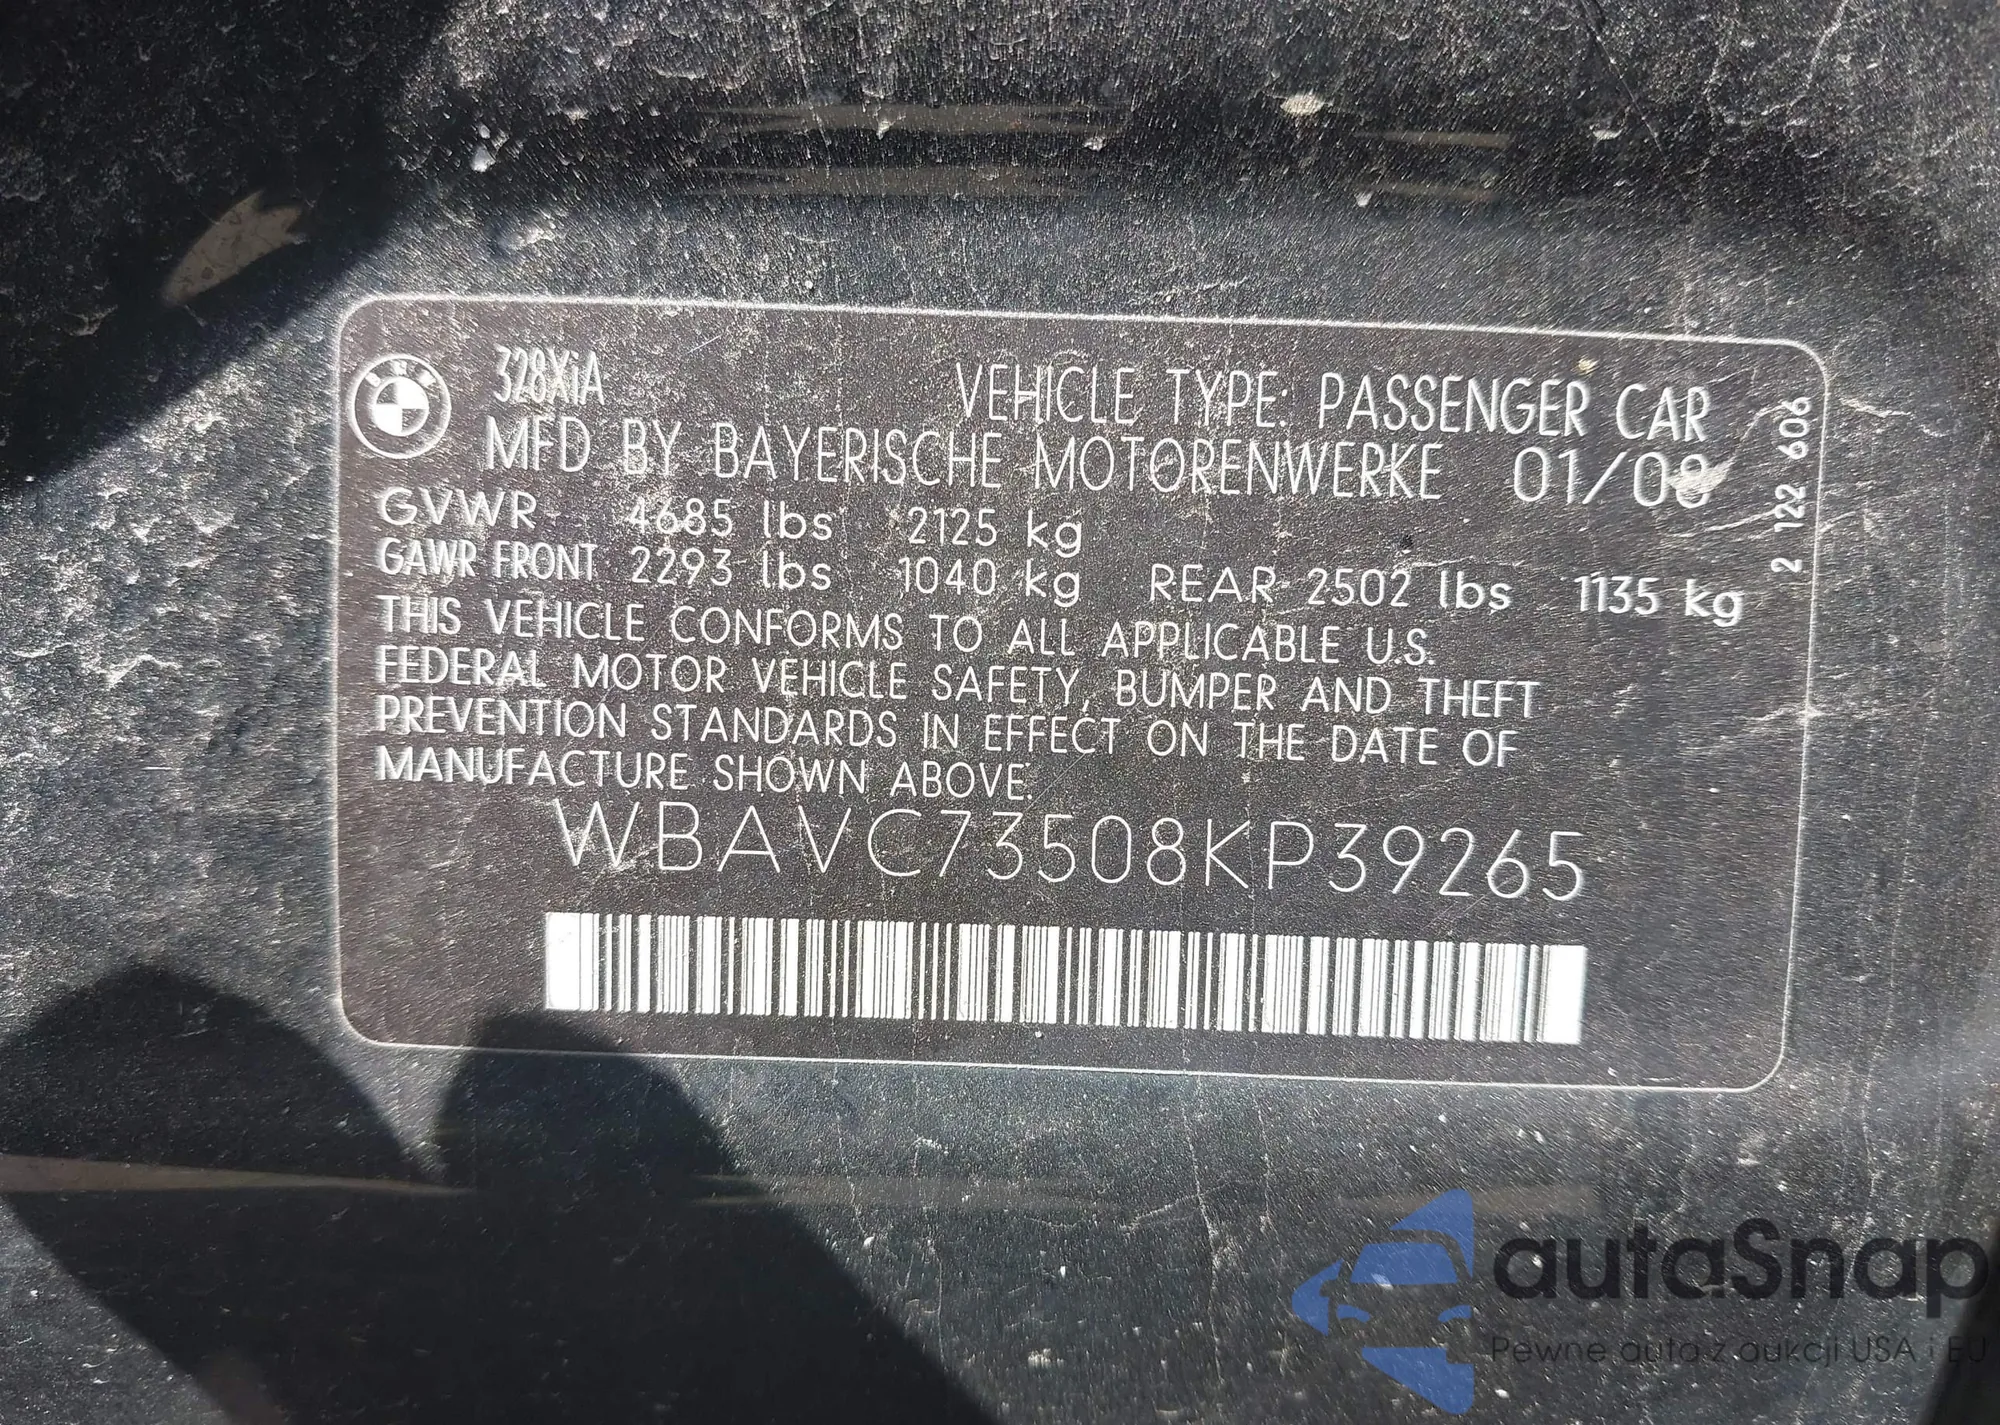 BMW
328XiA
VEHICLE TYPE: PASSENGER CAR
MFD BY BAYERISCHE MOTORENWERKE 01/08
GVWR 4685 lbs 2125 kg
GAWR FRONT 2293 lbs 1040 kg REAR 2502 lbs 1135 kg
THIS VEHICLE CONFORMS TO ALL APPLICABLE U.S.
FEDERAL MOTOR VEHICLE SAFETY, BUMPER AND THEFT
PREVENTION STANDARDS IN EFFECT ON THE DATE OF
MANUFACTURE SHOWN ABOVE.
WBAVC73508KP39265
2 122 606
autaSnap
Pewne auta z aukcji USA i EU